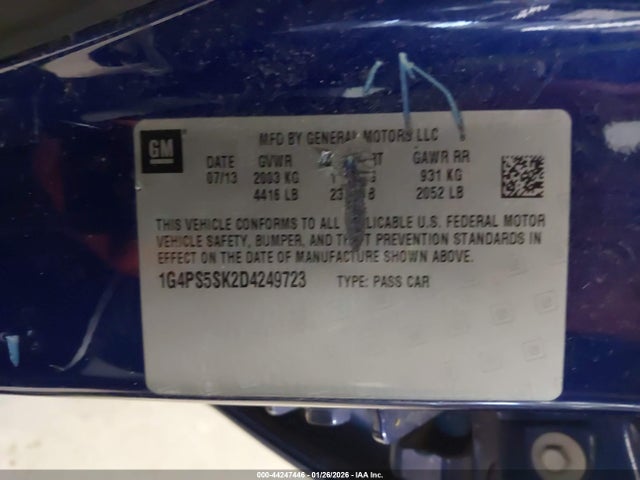 GM
MFD BY GENERAL MOTORS LLC
DATE GVWR GAWR RR
07/13 2003 KG 931 KG
4416 LB 2052 LB
THIS VEHICLE CONFORMS TO ALL APPLICABLE U.S. FEDERAL MOTOR
VEHICLE SAFETY, BUMPER, AND THEFT PREVENTION STANDARDS IN
EFFECT ON THE DATE OF MANUFACTURE SHOWN ABOVE.
1G4PS5SK2D4249723 TYPE: PASS CAR
000-44247446 | 01/26/2026 | IAA Inc.